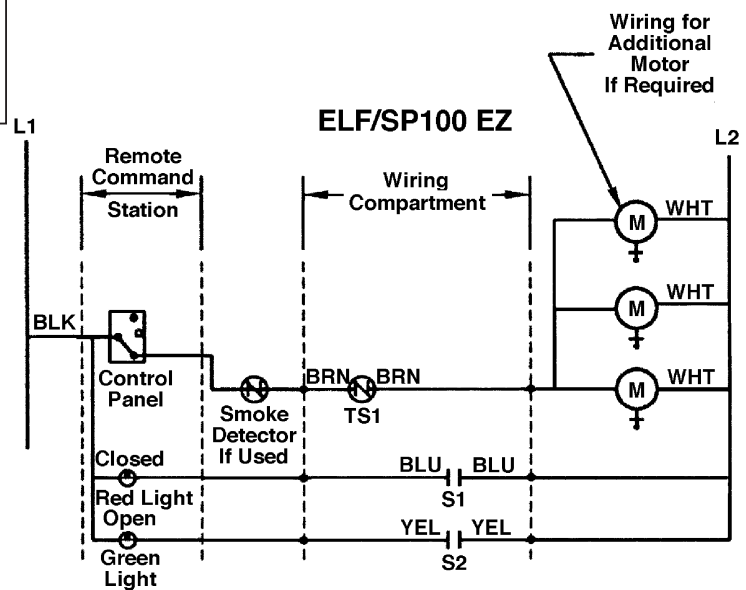 Wiring for
Additional
Motor
If Required
ELF/SP100 EZ
L1
L2
Remote
Command
Station
Wiring
Compartment
M
WHT
M
WHT
BLK
Control
Panel
BRN
BRN
M
WHT
TS1
Smoke
Detector
If Used
Closed
Red Light
BLU
BLU
S1
Open
Green
Light
YEL
YEL
S2